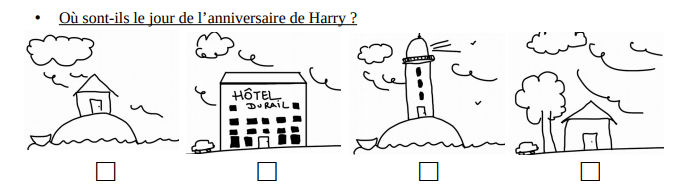 • Où sont-ils le jour de l’anniversaire de Harry ?
HÔTEL
DURAIL